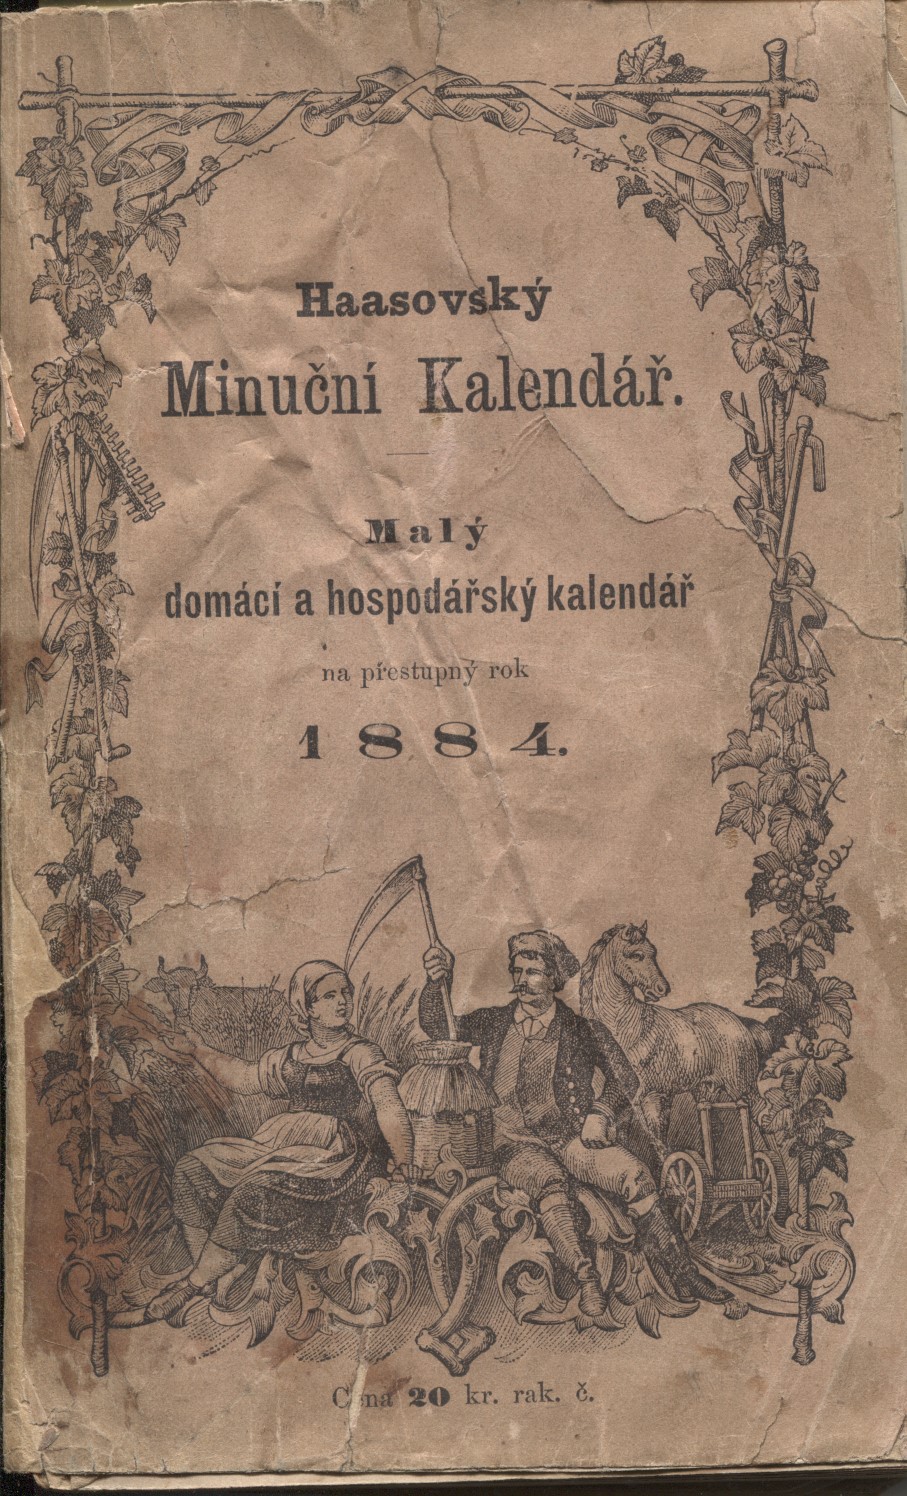 Haasovský
Minuční Kalendář.
Malý
domácí a hospodářský kalendář
na přestupný rok
1884.
Cena 20 kr. rak. č.